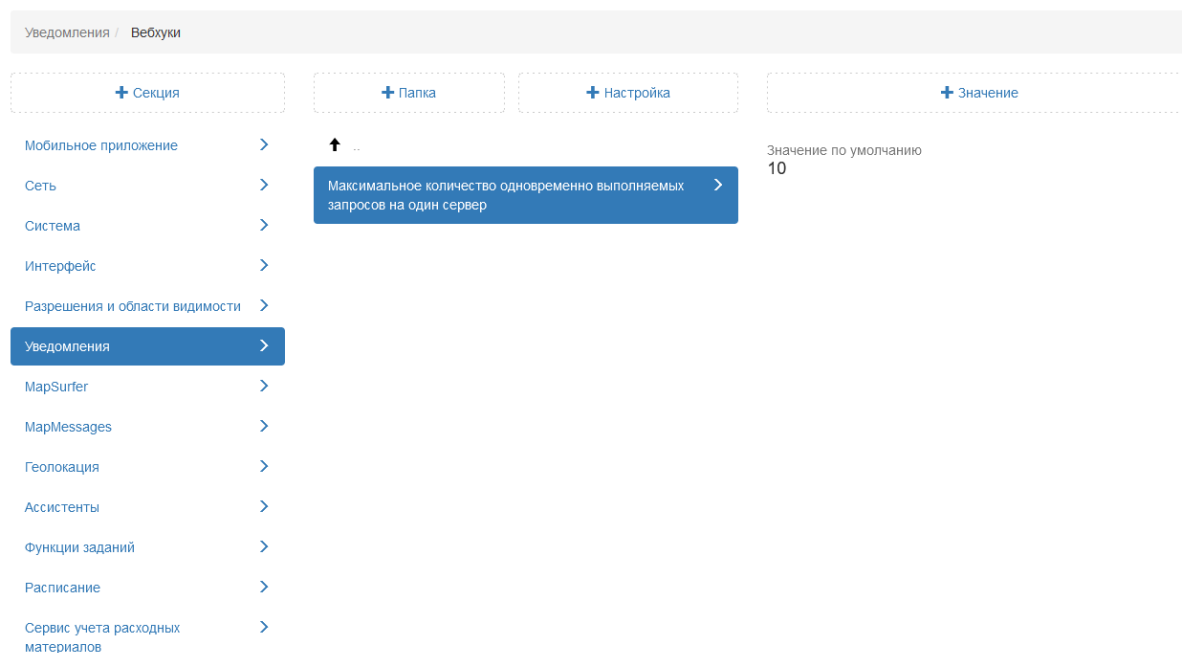 Уведомления / Вебхуки
Секция
Папка
Настройка
Значение
Мобильное приложение
Сеть
Система
Интерфейс
Разрешения и области видимости
Уведомления
MapSurfer
MapMessages
Геолокация
Ассистенты
Функции заданий
Расписание
Сервис учета расходных
материалов
..
Максимальное количество одновременно выполняемых
запросов на один сервер
Значение по умолчанию
10